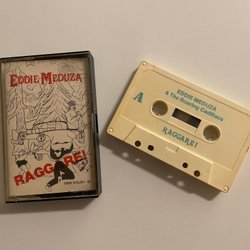 EDDIE MEDUZA
RAGGARE!
A
EDDIE MEDUZA
& The Roaring Cadillacs
RAGGARE!